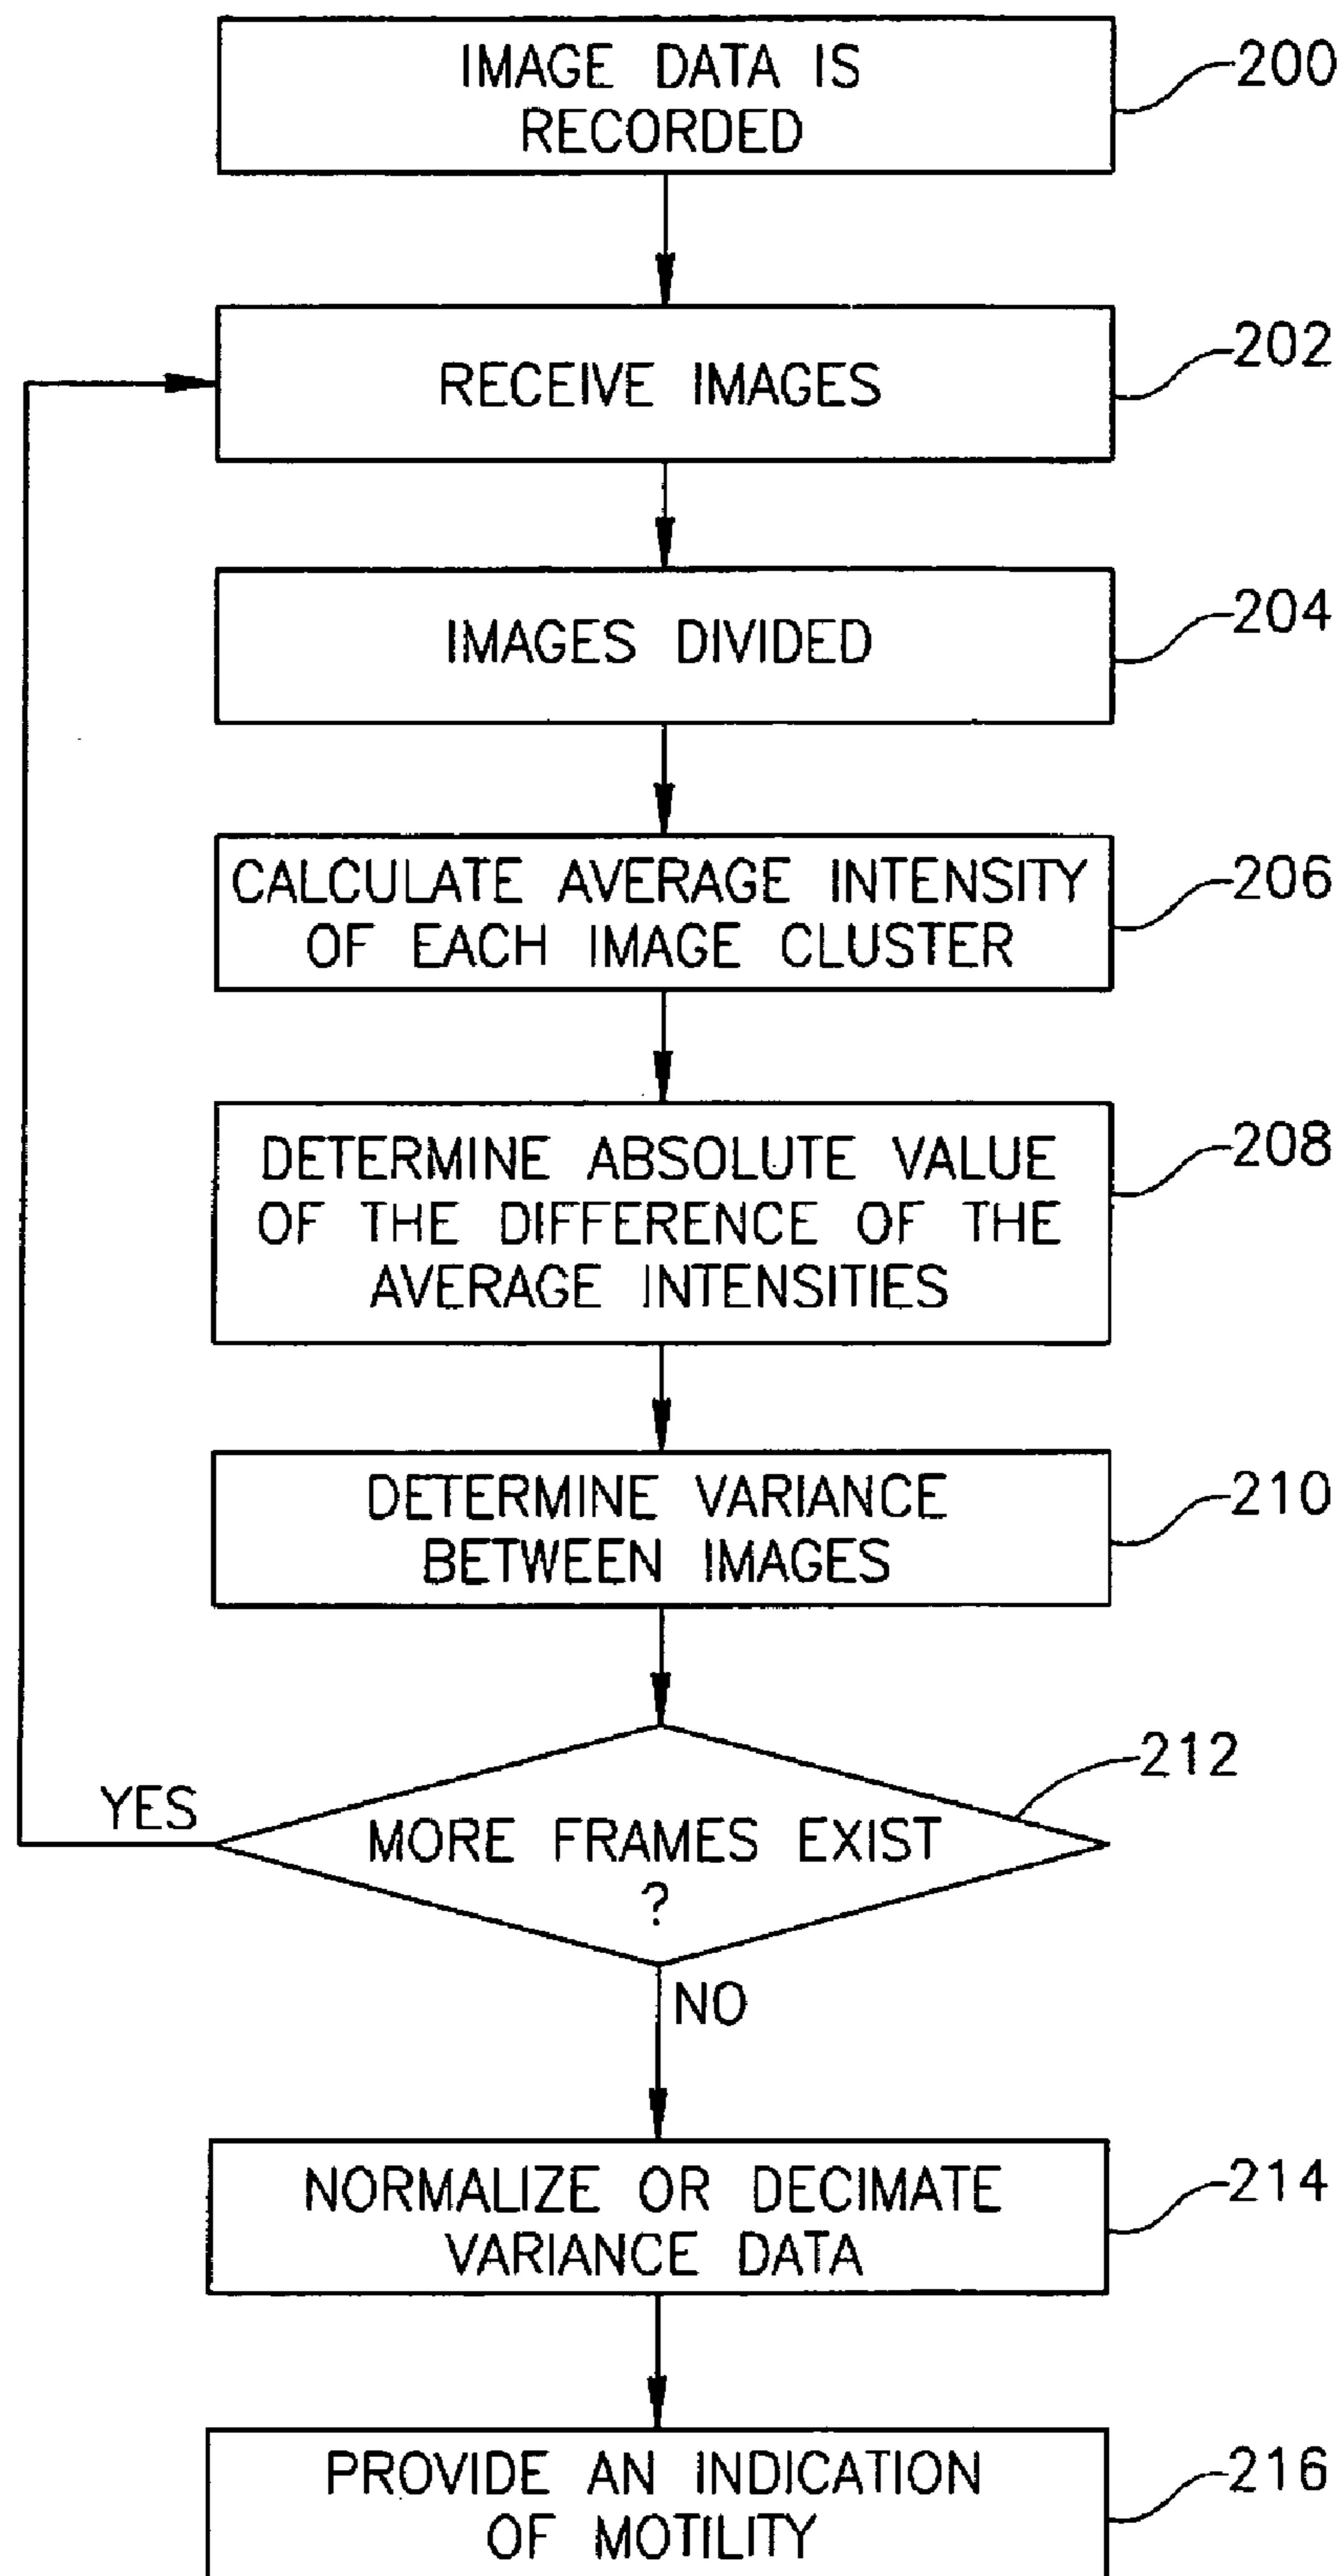 IMAGE DATA IS
RECORDED
200
RECEIVE IMAGES
202
IMAGES DIVIDED
204
CALCULATE AVERAGE INTENSITY
OF EACH IMAGE CLUSTER
206
DETERMINE ABSOLUTE VALUE
OF THE DIFFERENCE OF THE
AVERAGE INTENSITIES
208
DETERMINE VARIANCE
BETWEEN IMAGES
210
212
YES
MORE FRAMES EXIST
?
NO
NORMALIZE OR DECIMATE
VARIANCE DATA
214
PROVIDE AN INDICATION
OF MOTILITY
216